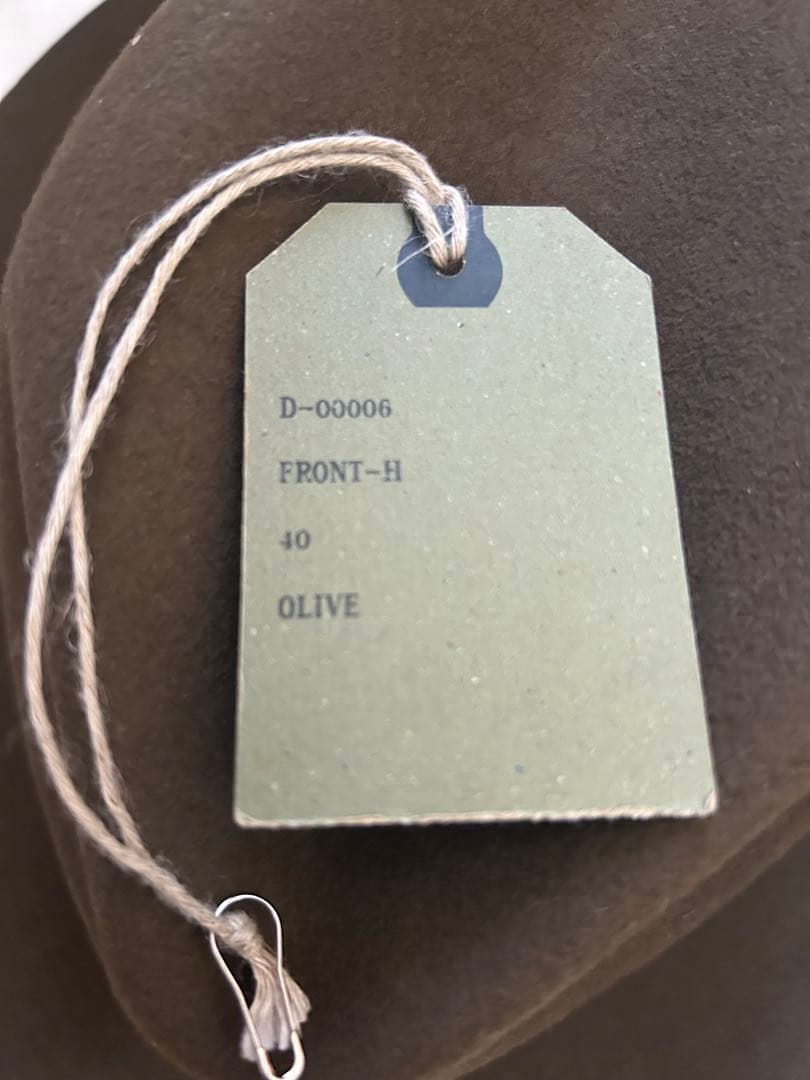 D-00006
FRONT-H
40
OLIVE